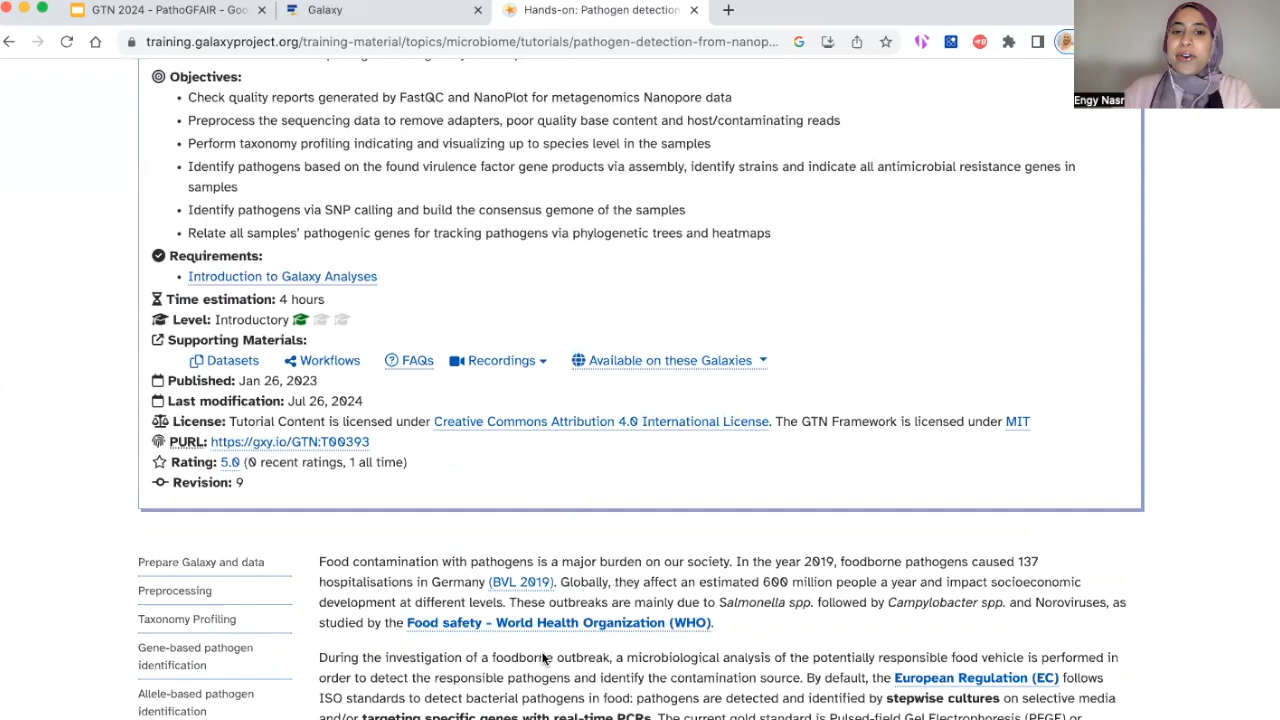 GTN 2024 - PathoGFAIR - Goo
Galaxy
Hands-on: Pathogen detection
training.galaxyproject.org/training-material/topics/microbiome/tutorials/pathogen-detection-from-nanop...
Engy Nasr
Objectives:
• Check quality reports generated by FastQC and NanoPlot for metagenomics Nanopore data
• Preprocess the sequencing data to remove adapters, poor quality base content and host/contaminating reads
• Perform taxonomy profiling indicating and visualizing up to species level in the samples
• Identify pathogens based on the found virulence factor gene products via assembly, identify strains and indicate all antimicrobial resistance genes in
samples
• Identify pathogens via SNP calling and build the consensus gemone of the samples
• Relate all samples’ pathogenic genes for tracking pathogens via phylogenetic trees and heatmaps
Requirements:
• Introduction to Galaxy Analyses
Time estimation: 4 hours
Level: Introductory
Supporting Materials:
Datasets Workflows FAQs Recordings Available on these Galaxies
Published: Jan 26, 2023
Last modification: Jul 26, 2024
License: Tutorial Content is licensed under Creative Commons Attribution 4.0 International License. The GTN Framework is licensed under MIT
PURL: https://gxy.io/GTN:T00393
Rating: 5.0 (0 recent ratings, 1 all time)
Revision: 9
Prepare Galaxy and data
Preprocessing
Taxonomy Profiling
Gene-based pathogen
identification
Allele-based pathogen
identification
Food contamination with pathogens is a major burden on our society. In the year 2019, foodborne pathogens caused 137
hospitalisations in Germany (BVL 2019). Globally, they affect an estimated 600 million people a year and impact socioeconomic
development at different levels. These outbreaks are mainly due to Salmonella spp. followed by Campylobacter spp. and Noroviruses, as
studied by the Food safety - World Health Organization (WHO).
During the investigation of a foodborne outbreak, a microbiological analysis of the potentially responsible food vehicle is performed in
order to detect the responsible pathogens and identify the contamination source. By default, the European Regulation (EC) follows
ISO standards to detect bacterial pathogens in food: pathogens are detected and identified by stepwise cultures on selective media
and/or targeting specific genes with real-time PCRs. The current gold standard is Pulsed-field Gel Electrophoresis (PFGE) or